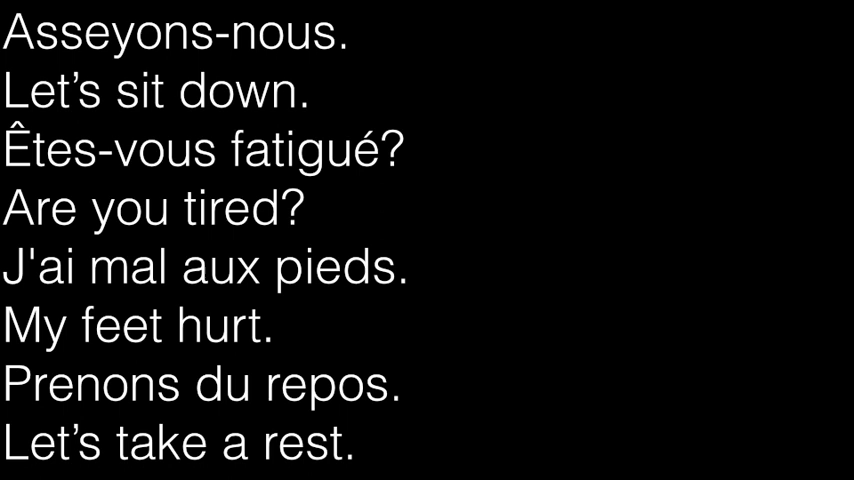 Asseyons-nous.
Let’s sit down.
Êtes-vous fatigué?
Are you tired?
J'ai mal aux pieds.
My feet hurt.
Prenons du repos.
Let’s take a rest.